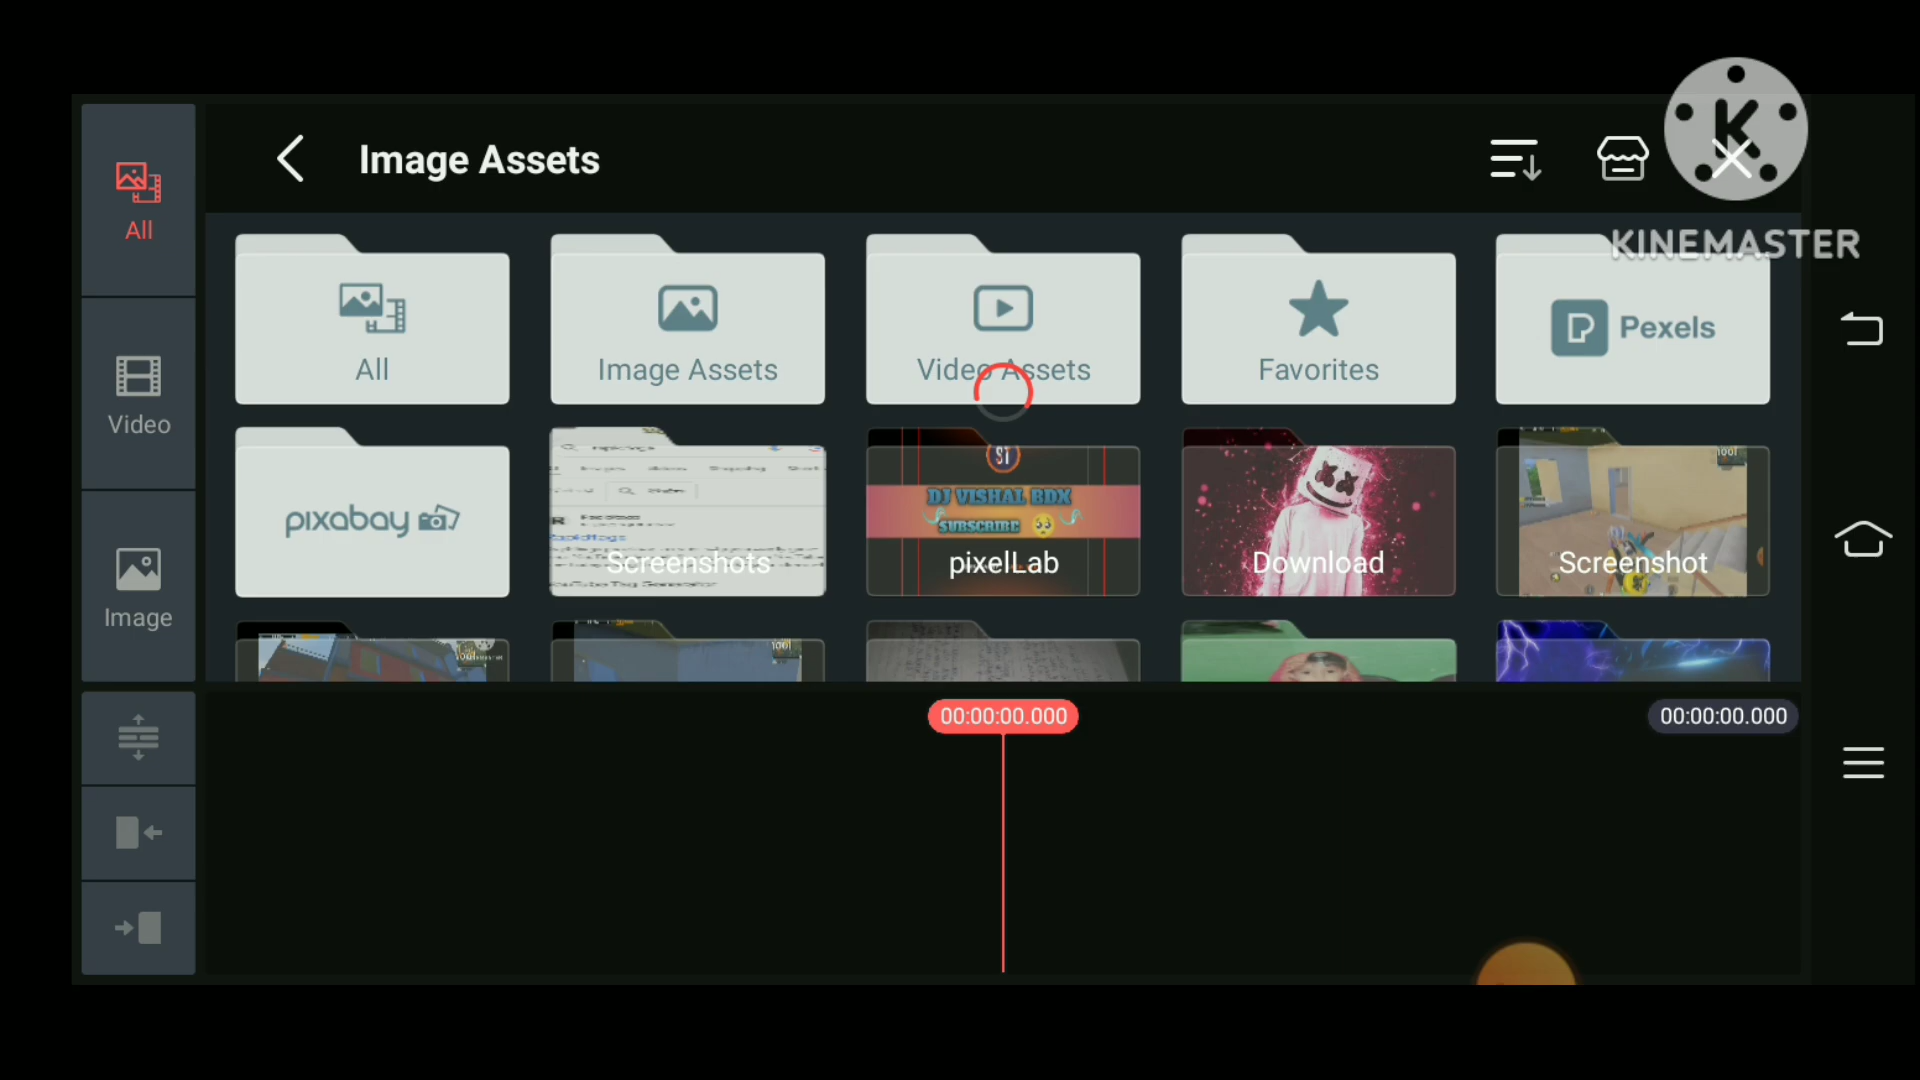 Image Assets
KINEMASTER
All
Video
Image
All
Image Assets
Video Assets
Favorites
Pexels
pixabay
Screenshots
DJ VISHAL BDX
SUBSCRIBE
pixelLab
Download
Screenshot
00:00:00.000
00:00:00.000